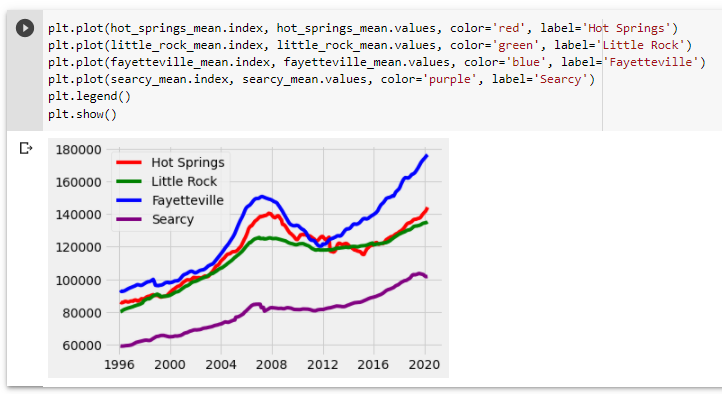 plt.plot(hot_springs_mean.index, hot_springs_mean.values, color='red', label='Hot Springs')
plt.plot(little_rock_mean.index, little_rock_mean.values, color='green', label='Little Rock')
plt.plot(fayetteville_mean.index, fayetteville_mean.values, color='blue', label='Fayetteville')
plt.plot(searcy_mean.index, searcy_mean.values, color='purple', label='Searcy')
plt.legend()
plt.show()
180000
Hot Springs
Little Rock
160000
Fayetteville
Searcy
140000
120000
100000
80000
60000
1996 2000 2004 2008 2012 2016 2020